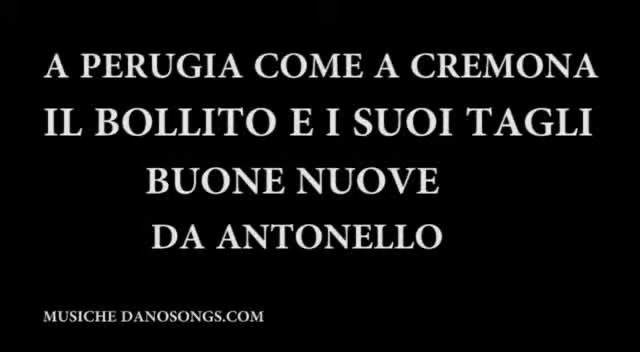 A PERUGIA COME A CREMONA
IL BOLLITO E I SUOI TAGLI
BUONE NUOVE
DA ANTONELLO
MUSICHE DANOSONGS.COM